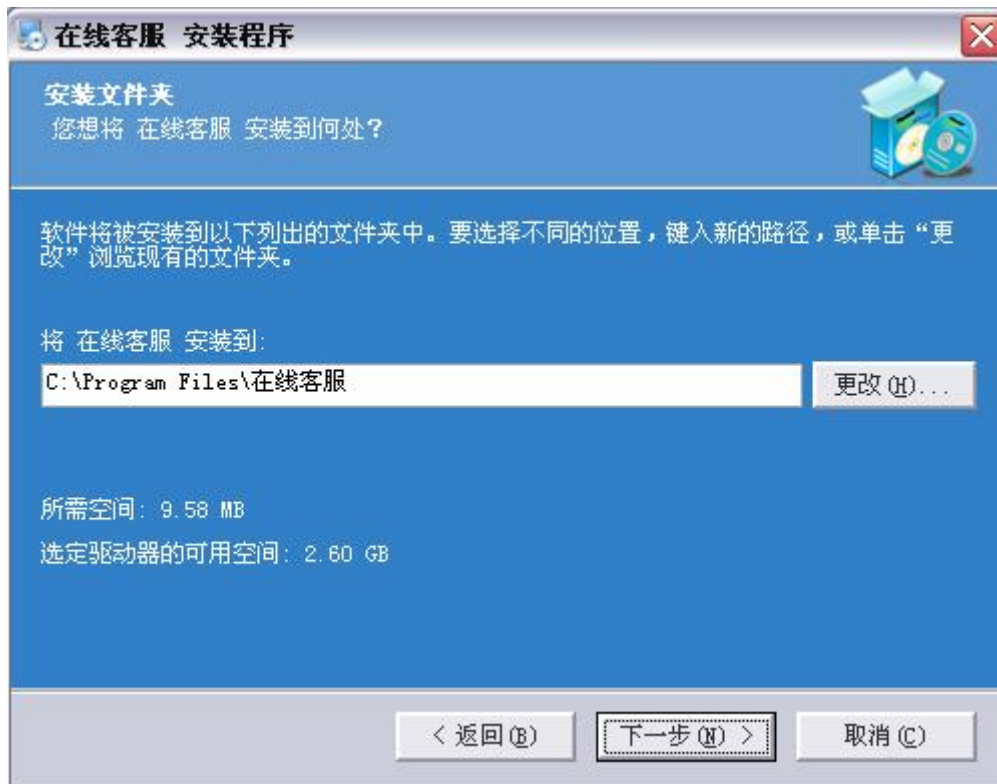 在线客服 安装程序
安装文件夹
您想将 在线客服 安装到何处?
软件将被安装到以下列出的文件夹中。要选择不同的位置，键入新的路径，或单击“更
改”浏览现有的文件夹。
将 在线客服 安装到:
C:\Program Files\在线客服
更改(H)...
所需空间: 9.58 MB
选定驱动器的可用空间: 2.60 GB
< 返回(B)
下一步(N) >
取消(C)